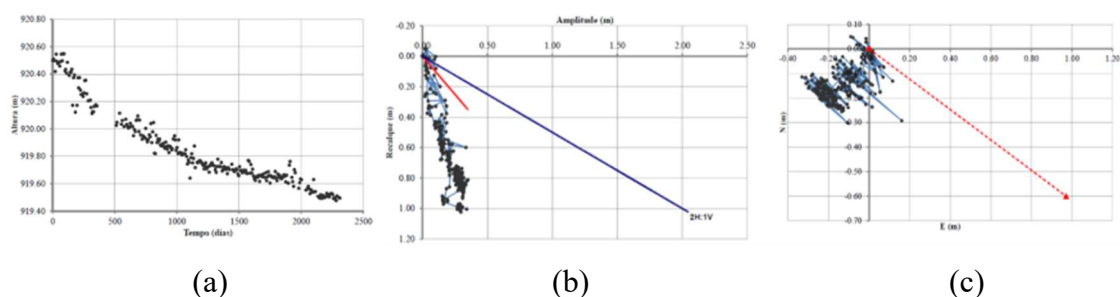 920.80
920.60
920.40
920.20
920.00
919.80
919.60
919.40
Altura (m)
0 500 1000 1500 2000 2500
Tempo (dias)
(a)
Amplitude (m)
-0.20
0.00 0.50 1.00 1.50 2.00 2.50
0.00
0.20
0.40
0.60
0.80
1.00
1.20
Recalque (m)
2H:1V
(b)
0.10
0.00
-0.40 -0.20 0.20 0.40 0.60 0.80 1.00 1.20
-0.30
-0.40
-0.50
-0.60
-0.70
N (m)
E (m)
(c)